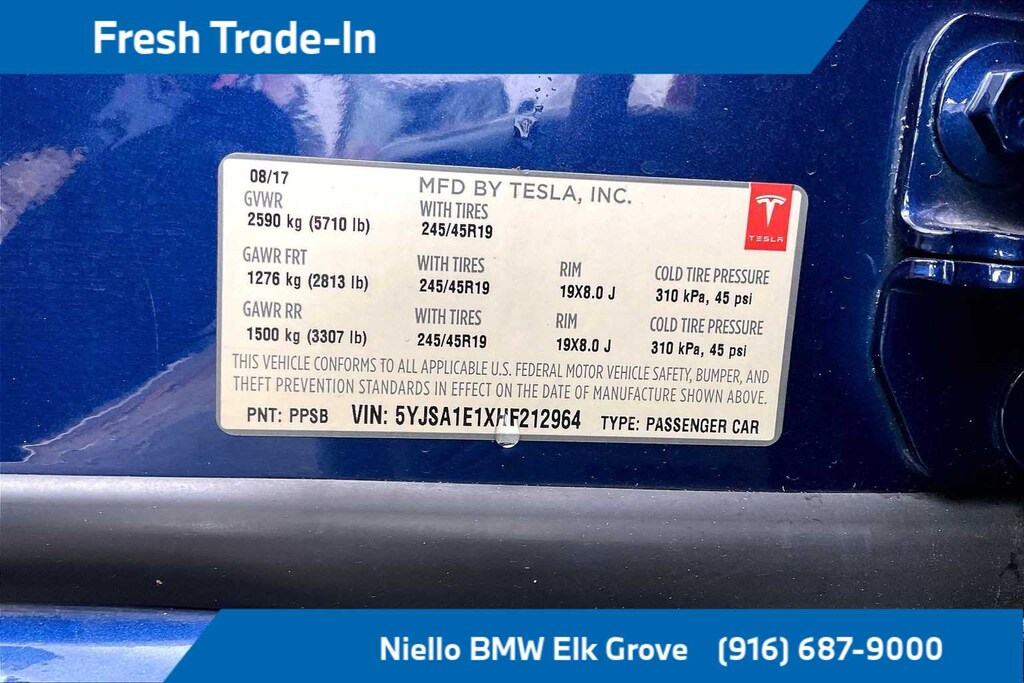 Fresh Trade-In
08/17 MFD BY TESLA, INC.
GVWR WITH TIRES
2590 kg (5710 lb) 245/45R19
TESLA
GAWR FRT WITH TIRES RIM COLD TIRE PRESSURE
1276 kg (2813 lb) 245/45R19 19X8.0 J 310 kPa, 45 psi
GAWR RR WITH TIRES RIM COLD TIRE PRESSURE
1500 kg (3307 lb) 245/45R19 19X8.0 J 310 kPa, 45 psi
THIS VEHICLE CONFORMS TO ALL APPLICABLE U.S. FEDERAL MOTOR VEHICLE SAFETY, BUMPER, AND
THEFT PREVENTION STANDARDS IN EFFECT ON THE DATE OF MANUFACTURE SHOWN ABOVE.
PNT: PPSB VIN: 5YJSA1E1XHF212964 TYPE: PASSENGER CAR
Niello BMW Elk Grove (916) 687-9000